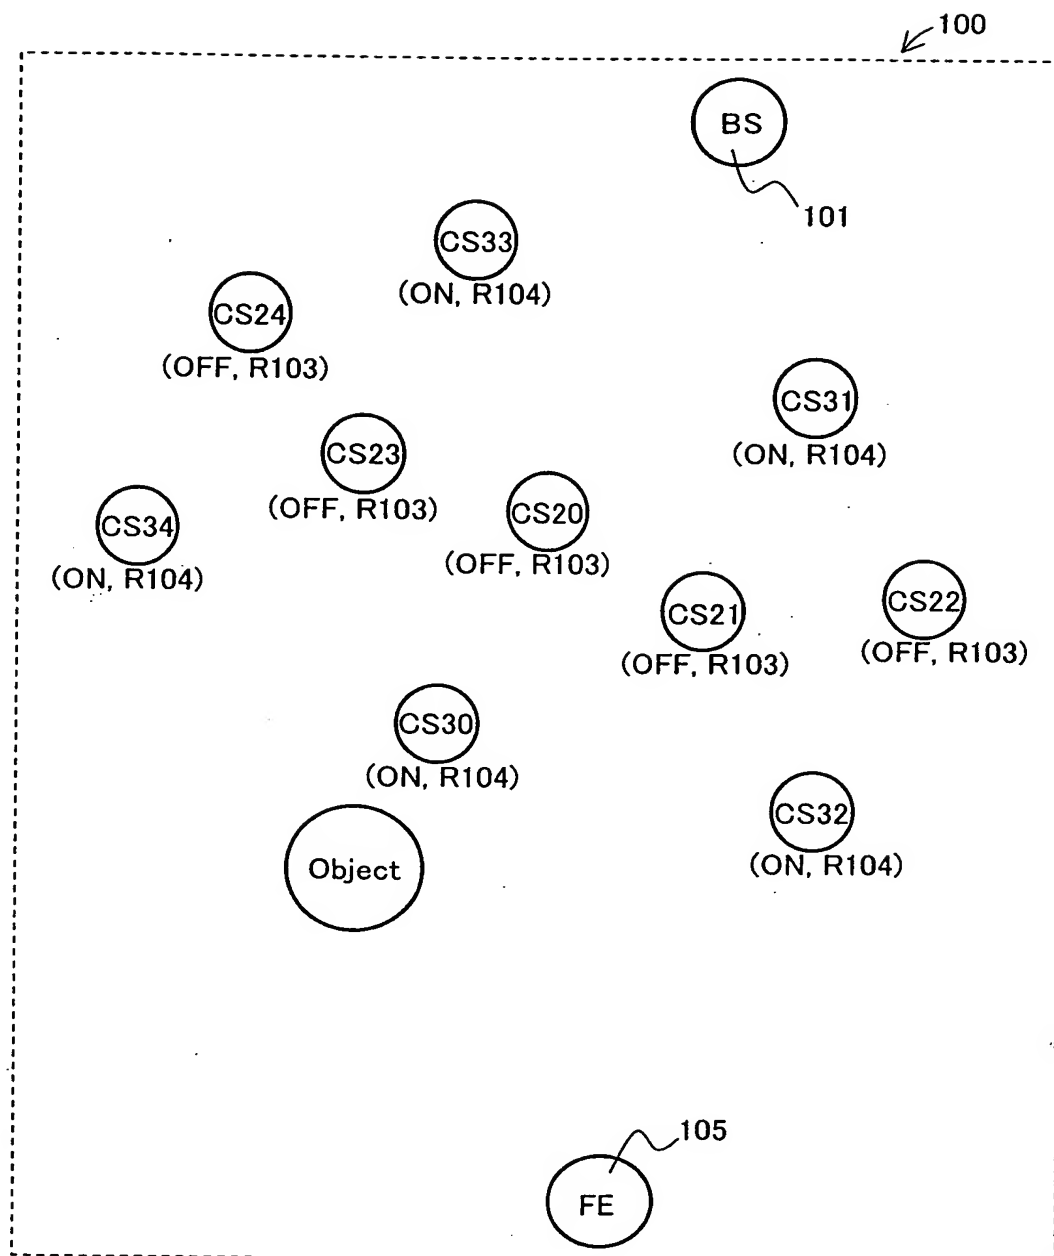 100
BS
101
CS33
(ON, R104)
CS24
(OFF, R103)
CS31
(ON, R104)
CS23
(OFF, R103)
CS20
(OFF, R103)
CS34
(ON, R104)
CS21
(OFF, R103)
CS22
(OFF, R103)
CS30
(ON, R104)
CS32
(ON, R104)
Object
105
FE